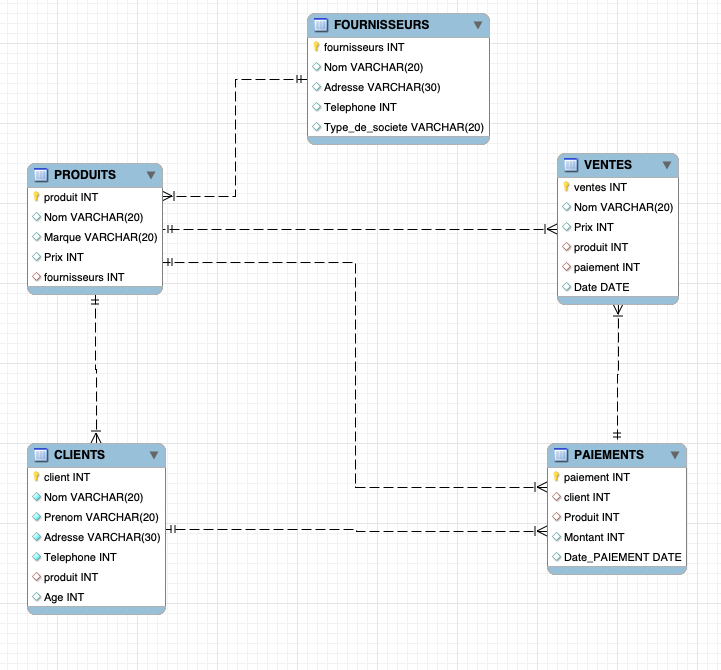 FOURNISSEURS
fournisseurs INT
Nom VARCHAR(20)
Adresse VARCHAR(30)
Telephone INT
Type_de_societe VARCHAR(20)
PRODUITS
produit INT
Nom VARCHAR(20)
Marque VARCHAR(20)
Prix INT
fournisseurs INT
VENTES
ventes INT
Nom VARCHAR(20)
Prix INT
produit INT
paiement INT
Date DATE
CLIENTS
client INT
Nom VARCHAR(20)
Prenom VARCHAR(20)
Adresse VARCHAR(30)
Telephone INT
produit INT
Age INT
PAIEMENTS
paiement INT
client INT
Produit INT
Montant INT
Date_PAIEMENT DATE